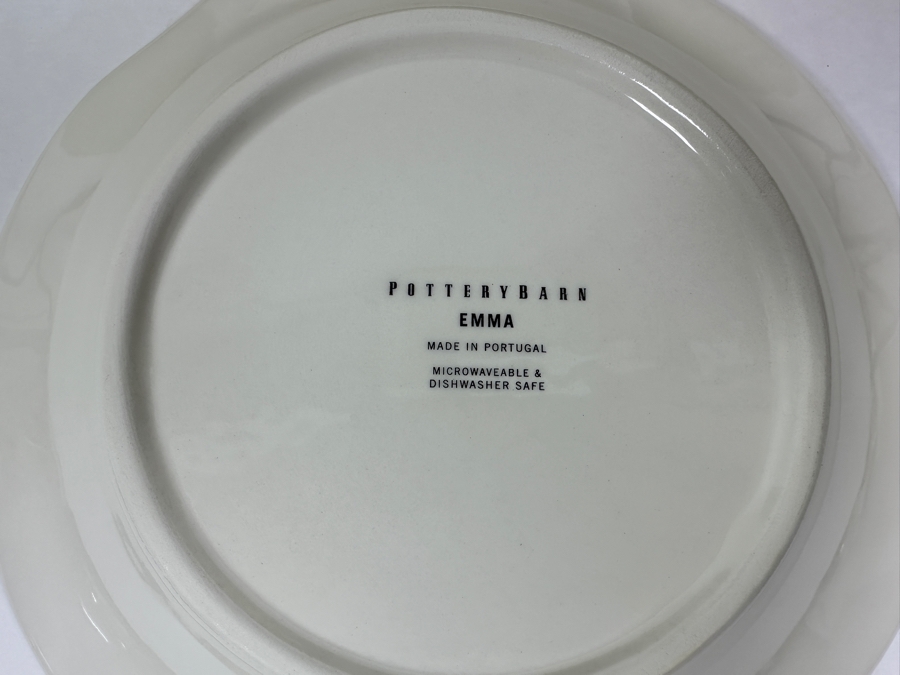 POTTERYBARN
EMMA
MADE IN PORTUGAL
MICROWAVEABLE &
DISHWASHER SAFE